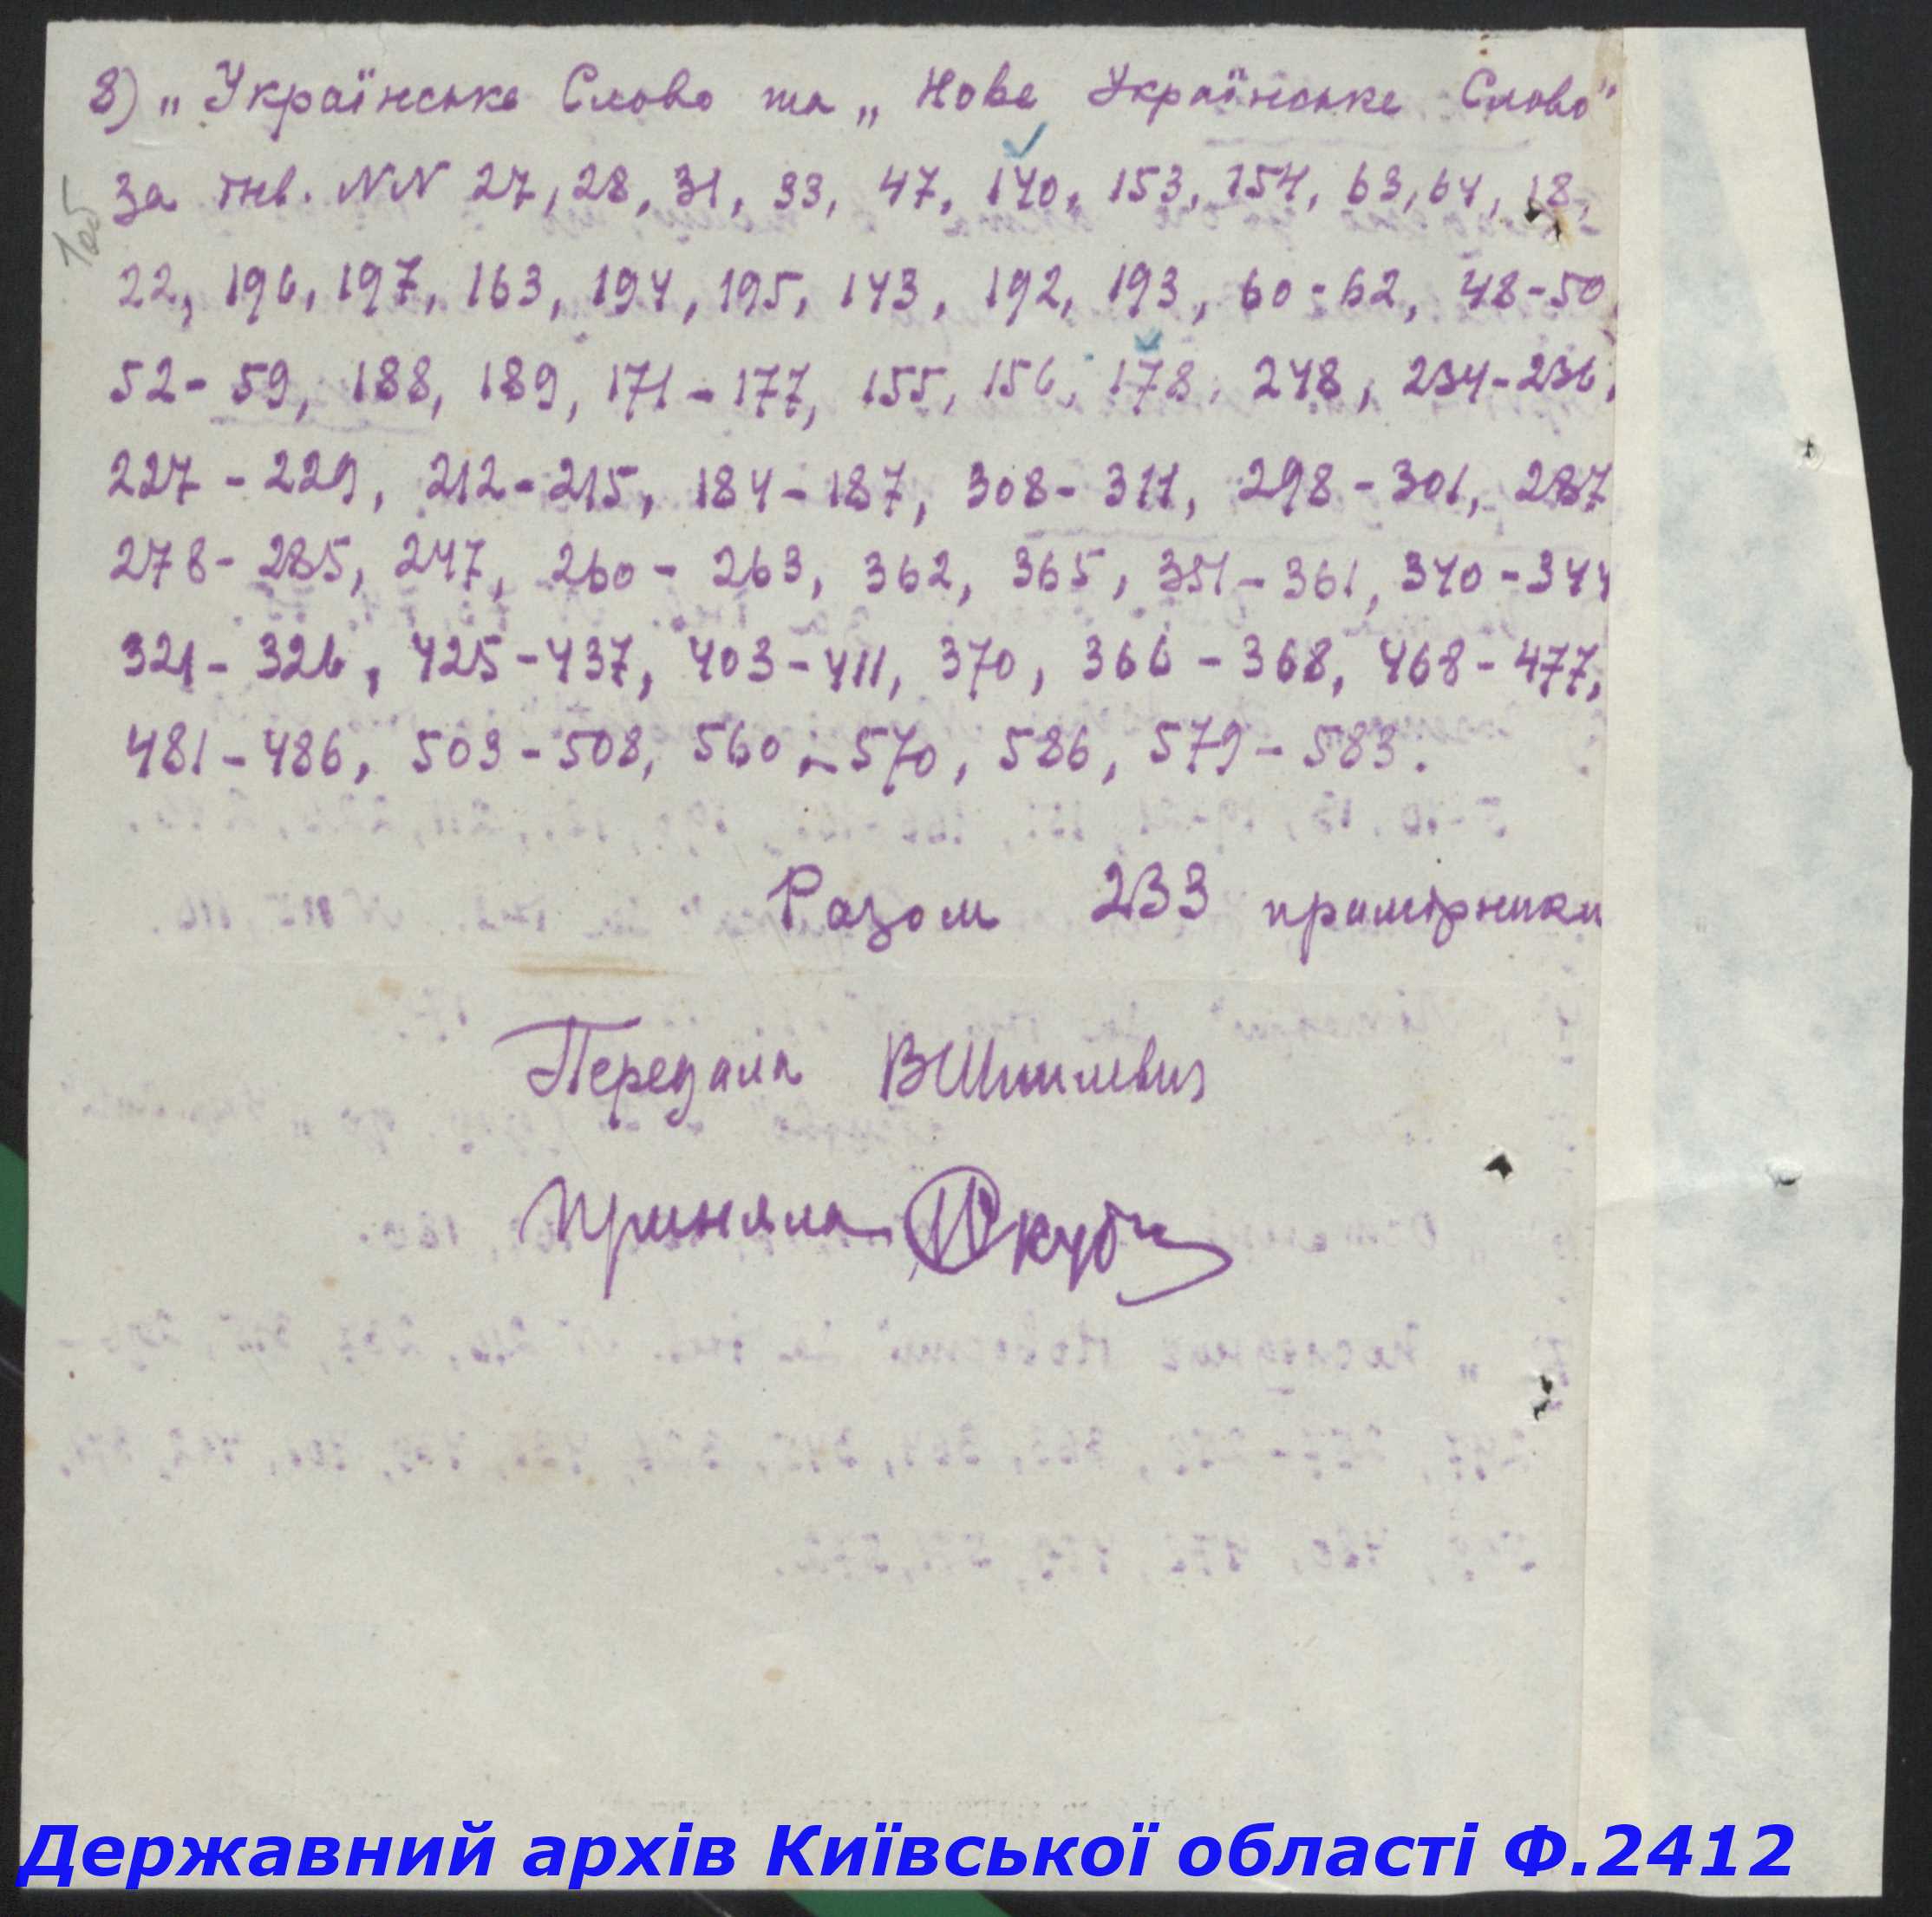 8) „Українське Слово та „Нове Українське Слово"
за інв. NN 27, 28, 31, 33, 47, 140, 153, 154, 63, 64, 18,
22, 196, 197, 163, 194, 195, 143, 192, 193, 60-62, 48-50,
52-59, 188, 189, 171-177, 155, 156, 178, 248, 234-236,
227-229, 212-215, 184-187, 308-311, 298-301, 287
278-285, 247, 260-263, 362, 365, 351-361, 340-344
321-326, 425-437, 403-411, 370, 366-368, 468-477,
481-486, 503-508, 560-570, 586, 579-583.
Разом 233 примірники
Передала
Приняла
Державний архів Київської області Ф.2412